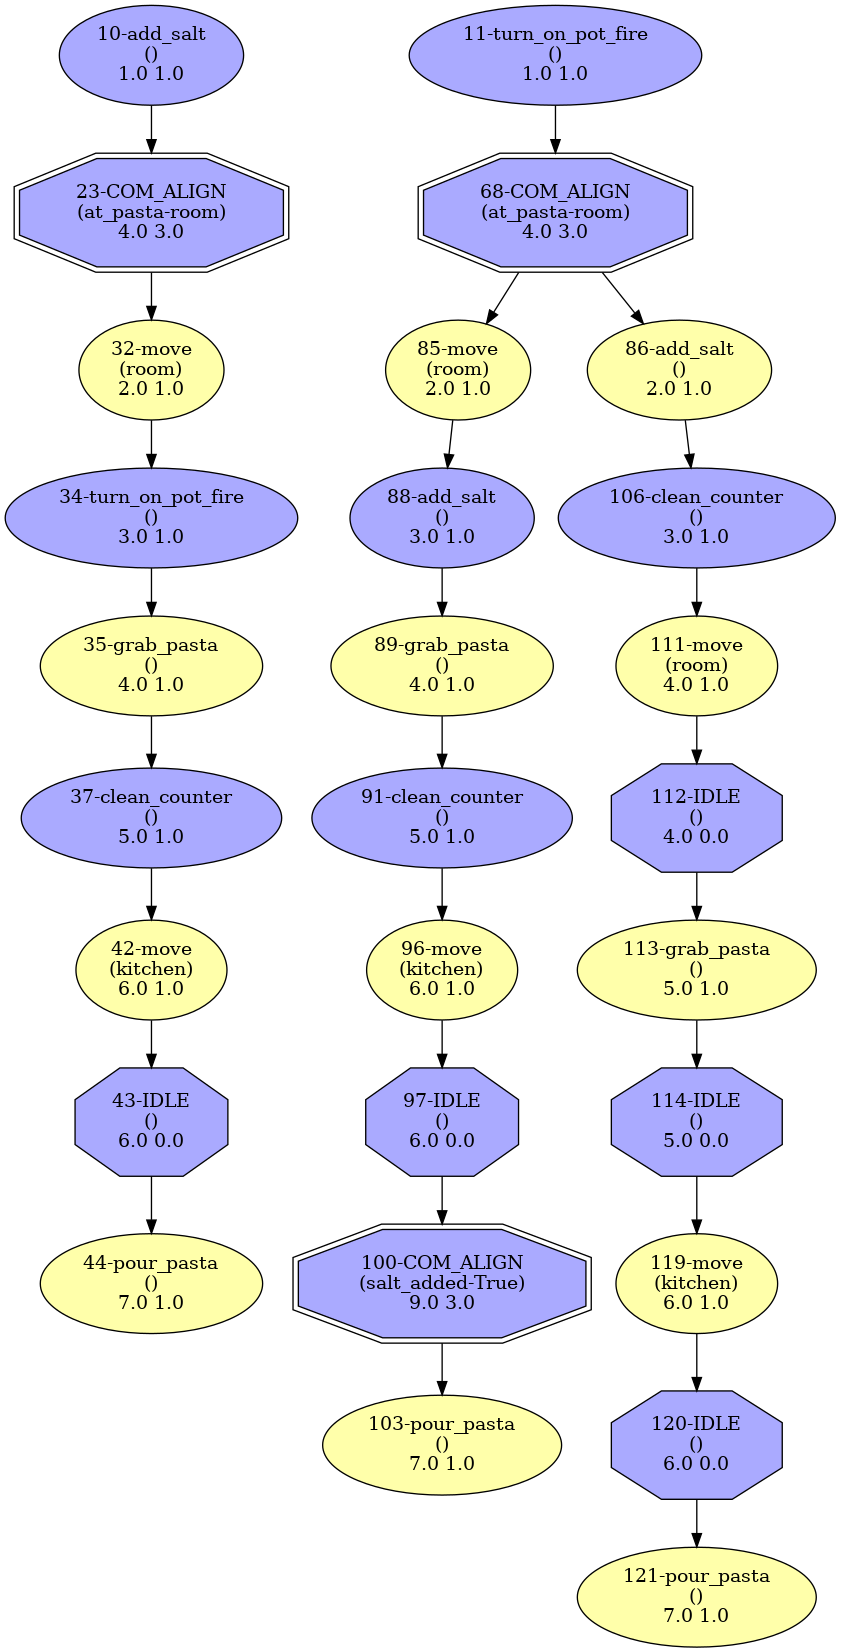 10-add_salt
()
1.0 1.0
11-turn_on_pot_fire
()
1.0 1.0
23-COM_ALIGN
(at_pasta-room)
4.0 3.0
68-COM_ALIGN
(at_pasta-room)
4.0 3.0
32-move
(room)
2.0 1.0
85-move
(room)
2.0 1.0
86-add_salt
()
2.0 1.0
34-turn_on_pot_fire
()
3.0 1.0
88-add_salt
()
3.0 1.0
106-clean_counter
()
3.0 1.0
35-grab_pasta
()
4.0 1.0
89-grab_pasta
()
4.0 1.0
111-move
(room)
4.0 1.0
37-clean_counter
()
5.0 1.0
91-clean_counter
()
5.0 1.0
112-IDLE
()
4.0 0.0
42-move
(kitchen)
6.0 1.0
96-move
(kitchen)
6.0 1.0
113-grab_pasta
()
5.0 1.0
43-IDLE
()
6.0 0.0
97-IDLE
()
6.0 0.0
114-IDLE
()
5.0 0.0
44-pour_pasta
()
7.0 1.0
100-COM_ALIGN
(salt_added-True)
9.0 3.0
119-move
(kitchen)
6.0 1.0
103-pour_pasta
()
7.0 1.0
120-IDLE
()
6.0 0.0
121-pour_pasta
()
7.0 1.0